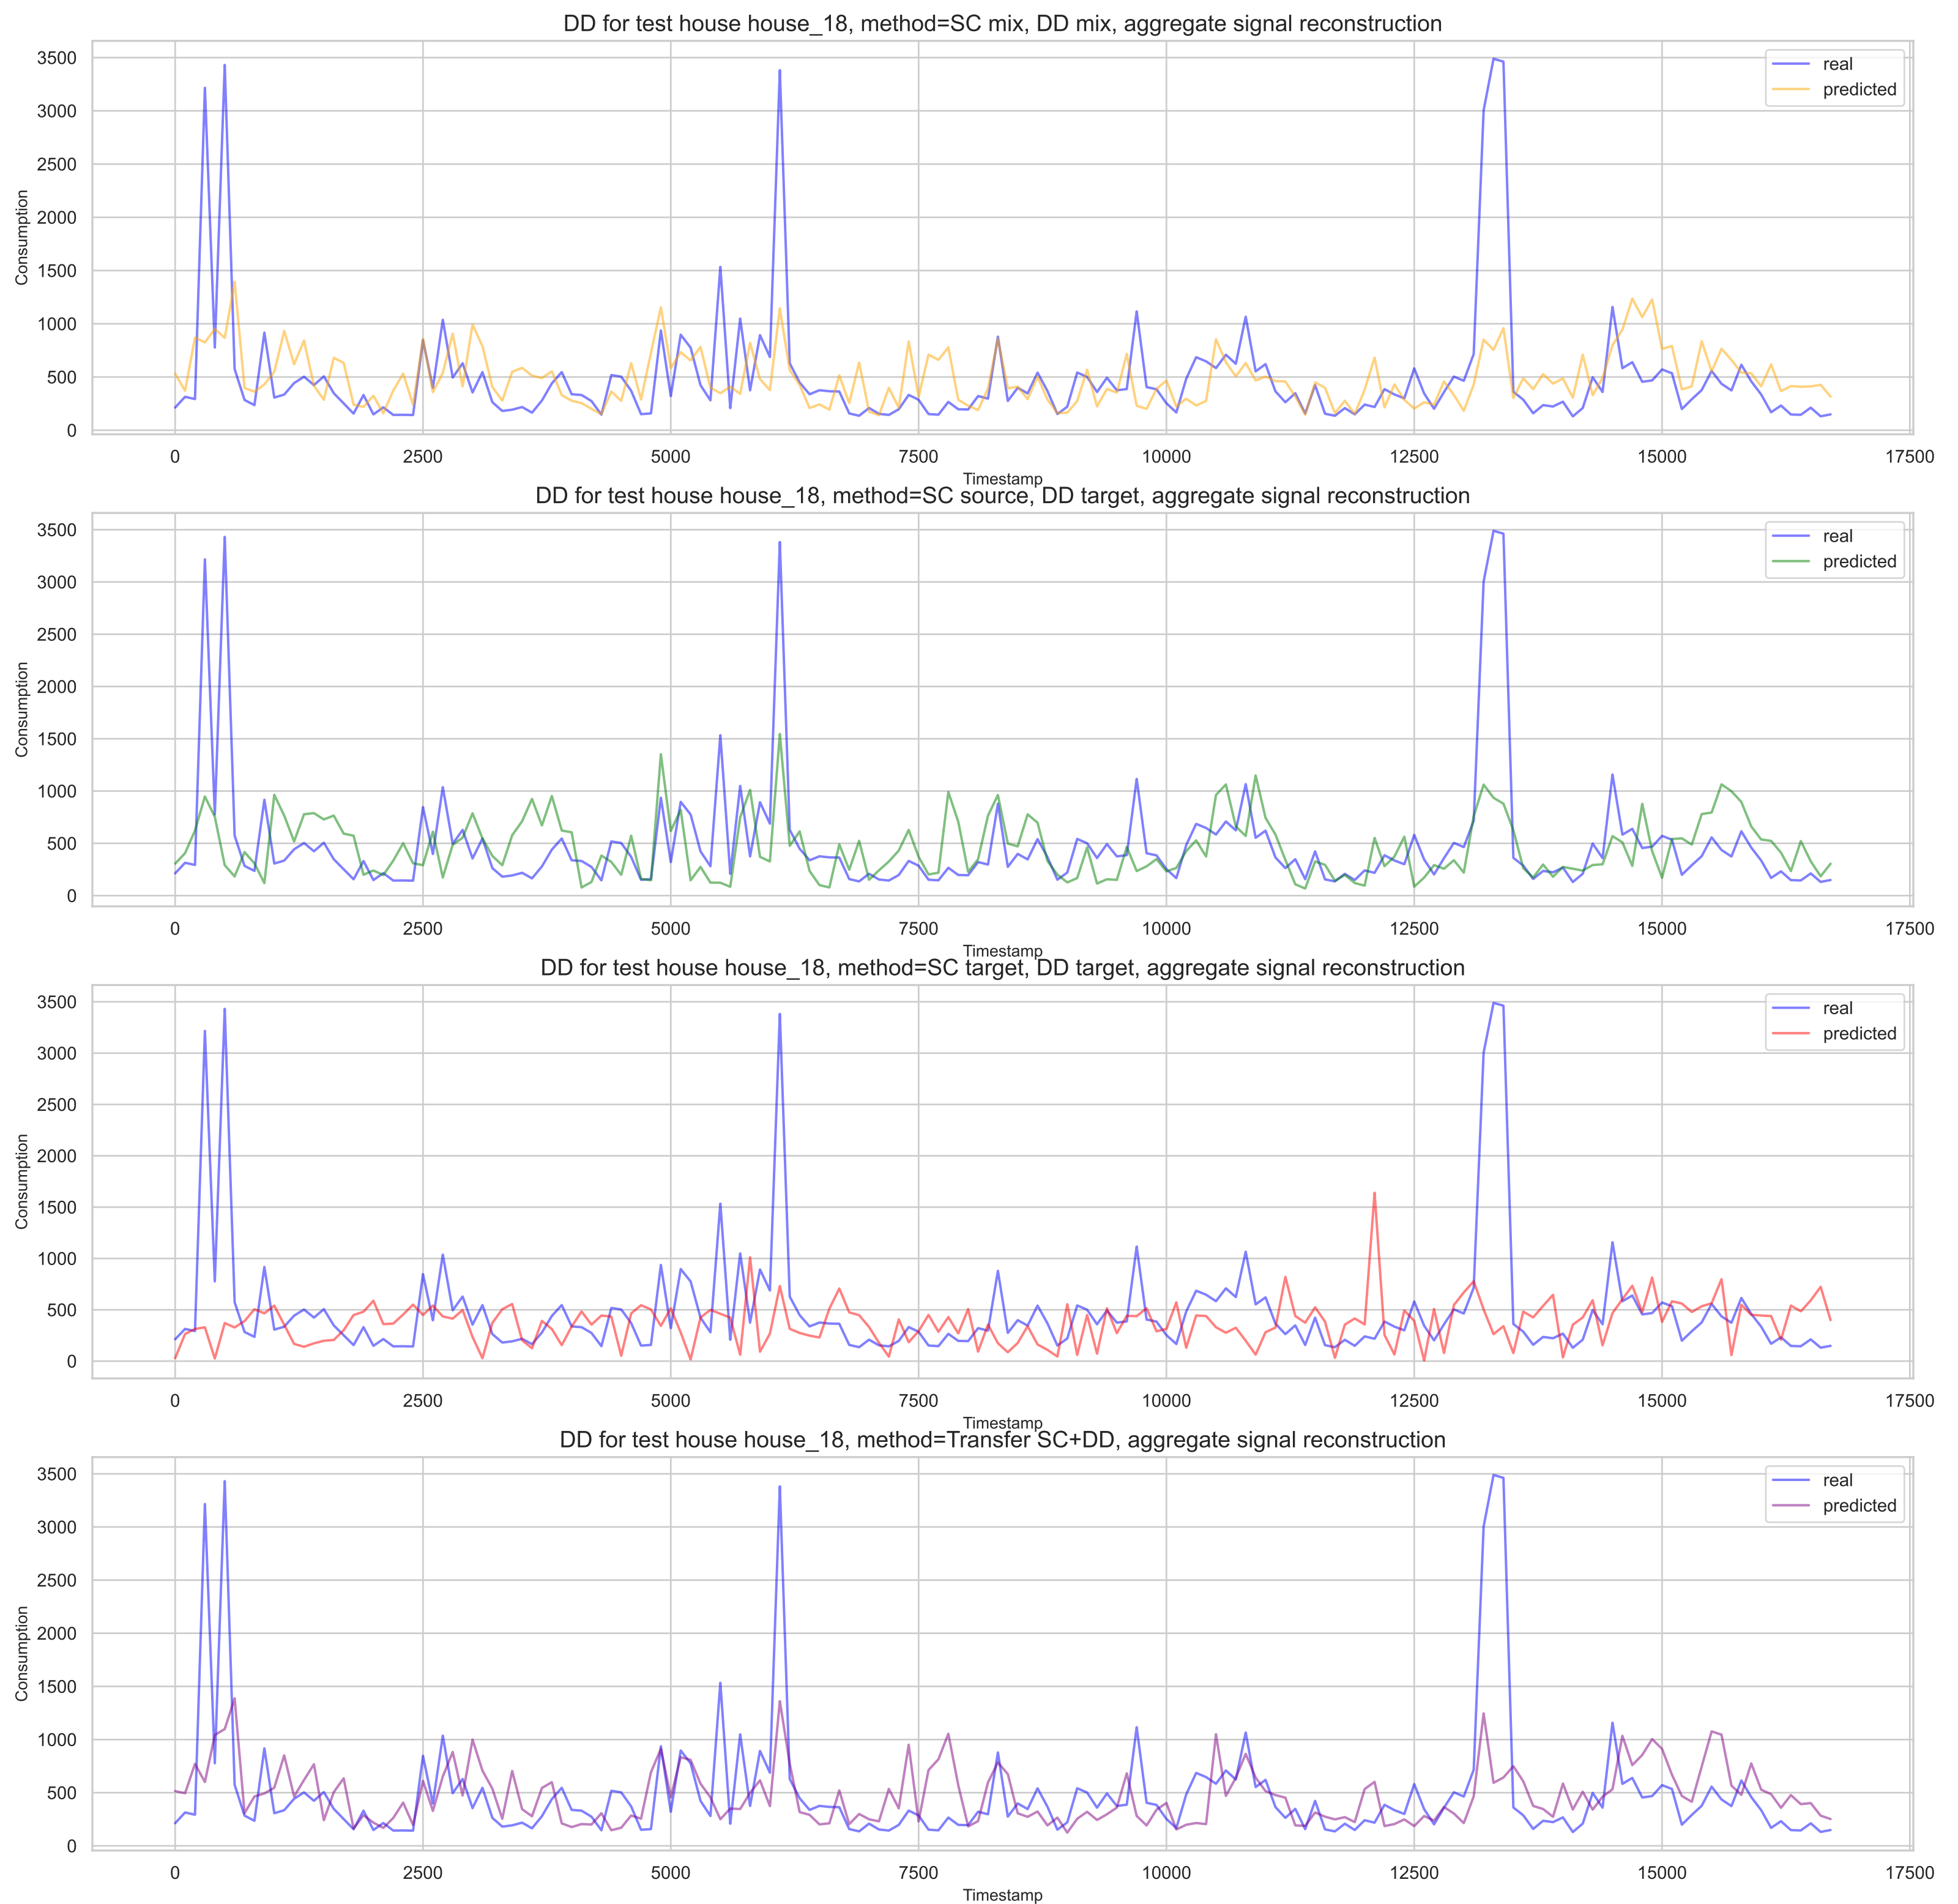 DD for test house house_18, method=SC mix, DD mix, aggregate signal reconstruction
3500
3000
2500
2000
1500
1000
500
0
Consumption
real
predicted
0 2500 5000 7500 10000 12500 15000 17500
Timestamp
DD for test house house_18, method=SC source, DD target, aggregate signal reconstruction
3500
3000
2500
2000
1500
1000
500
0
Consumption
real
predicted
0 2500 5000 7500 10000 12500 15000 17500
Timestamp
DD for test house house_18, method=SC target, DD target, aggregate signal reconstruction
3500
3000
2500
2000
1500
1000
500
0
Consumption
real
predicted
0 2500 5000 7500 10000 12500 15000 17500
Timestamp
DD for test house house_18, method=Transfer SC+DD, aggregate signal reconstruction
3500
3000
2500
2000
1500
1000
500
0
Consumption
real
predicted
0 2500 5000 7500 10000 12500 15000 17500
Timestamp